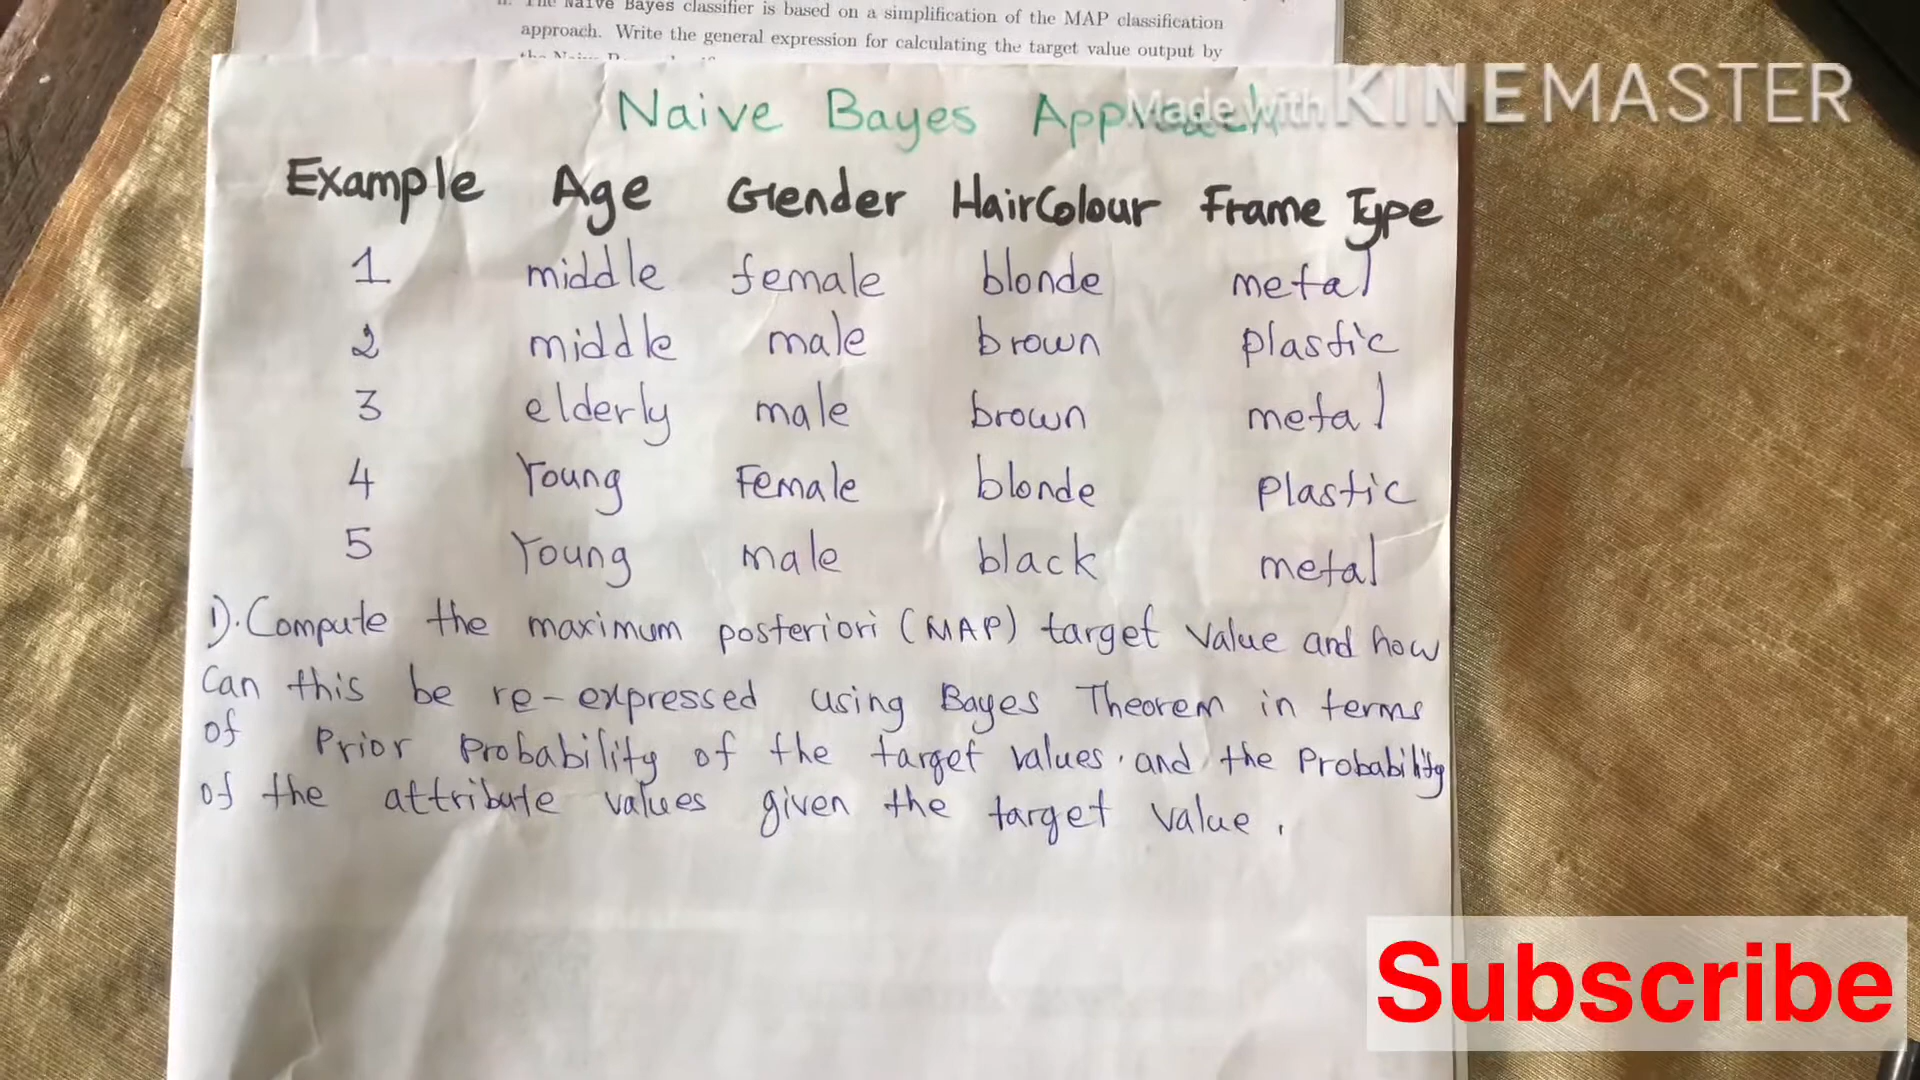 The Naive Bayes classifier is based on a simplification of the MAP classification
approach. Write the general expression for calculating the target value output by
Naive Bayes Approach
Made with KINEMASTER
Example Age Gender HairColour Frame Type
1 middle female blonde metal
2 middle male brown plastic
3 elderly male brown metal
4 Young Female blonde plastic
5 Young male black metal
1). Compute the maximum posteriori (MAP) target value and how
can this be re-expressed using Bayes Theorem in terms
of Prior Probability of the target values and the Probability
of the attribute values given the target value.
Subscribe